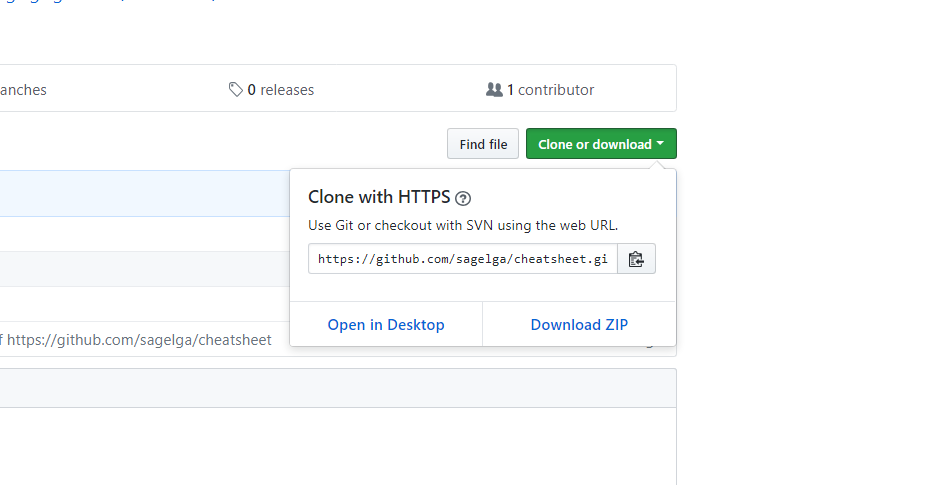 anches
0 releases
1 contributor
Find file
Clone or download
Clone with HTTPS
Use Git or checkout with SVN using the web URL.
https://github.com/sagelga/cheatsheet.gi
Open in Desktop
Download ZIP
f https://github.com/sagelga/cheatsheet